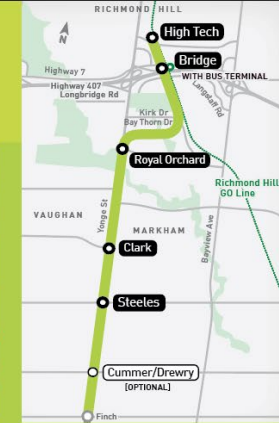 RICHMOND HILL
N
High Tech
Bridge
WITH BUS TERMINAL
Highway 7
Highway 407
Longbridge Rd
Langstaff Rd
Kirk Dr
Bay Thorn Dr
Royal Orchard
Richmond Hill
GO Line
Yonge St
VAUGHAN
MARKHAM
Bayview Ave
Clark
Steeles
Cummer/Drewry
[OPTIONAL]
Finch